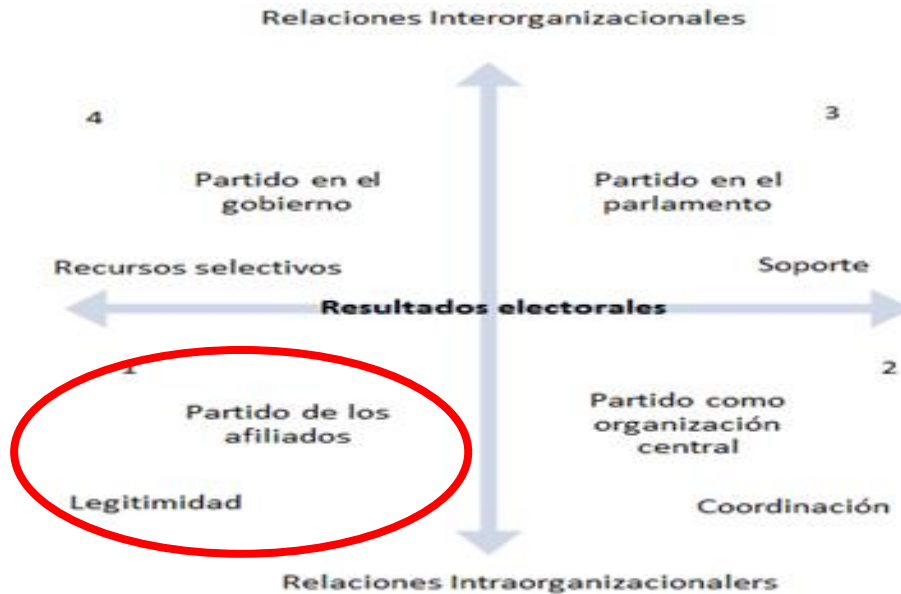 Relaciones Interorganizacionales
4
3
Partido en el
gobierno
Partido en el
parlamento
Recursos selectivos
Soporte
Resultados electorales
1
2
Partido de los
afiliados
Partido como
organización
central
Legitimidad
Coordinación
Relaciones Intraorganizacionalers